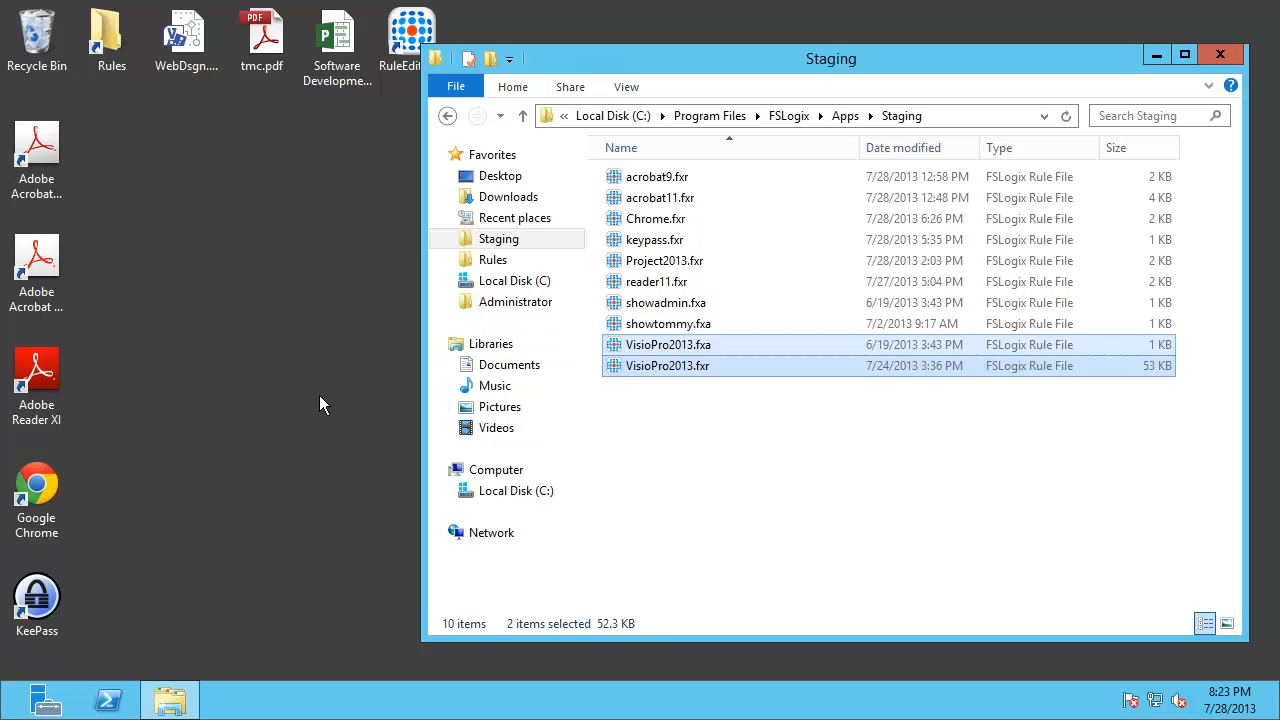 Recycle Bin
Rules
WebDsgn....
PDF
tmc.pdf
Software
Developme...
RuleEdit
Adobe
Acrobat...
Adobe
Acrobat ...
Adobe
Reader XI
Google
Chrome
KeePass
Staging
File
Home
Share
View
« Local Disk (C:) Program Files FSLogix Apps Staging
Search Staging
Favorites
Desktop
Downloads
Recent places
Staging
Rules
Local Disk (C)
Administrator
Libraries
Documents
Music
Pictures
Videos
Computer
Local Disk (C:)
Network
Name Date modified Type Size
acrobat9.fxr 7/28/2013 12:58 PM FSLogix Rule File 2 KB
acrobat11.fxr 7/28/2013 12:48 PM FSLogix Rule File 4 KB
Chrome.fxr 7/28/2013 6:26 PM FSLogix Rule File 2 KB
keypass.fxr 7/28/2013 5:35 PM FSLogix Rule File 1 KB
Project2013.fxr 7/28/2013 2:03 PM FSLogix Rule File 2 KB
reader11.fxr 7/27/2013 5:04 PM FSLogix Rule File 2 KB
showadmin.fxa 6/19/2013 3:43 PM FSLogix Rule File 1 KB
showtommy.fxa 7/2/2013 9:17 AM FSLogix Rule File 1 KB
VisioPro2013.fxa 6/19/2013 3:43 PM FSLogix Rule File 1 KB
VisioPro2013.fxr 7/24/2013 3:36 PM FSLogix Rule File 53 KB
10 items 2 items selected 52.3 KB
8:23 PM
7/28/2013